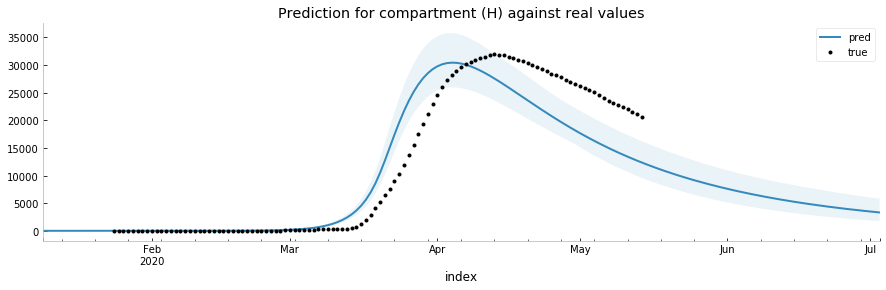 Prediction for compartment (H) against real values
pred
true
35000
30000
25000
20000
15000
10000
5000
0
Feb Mar Apr May Jun Jul
2020
index